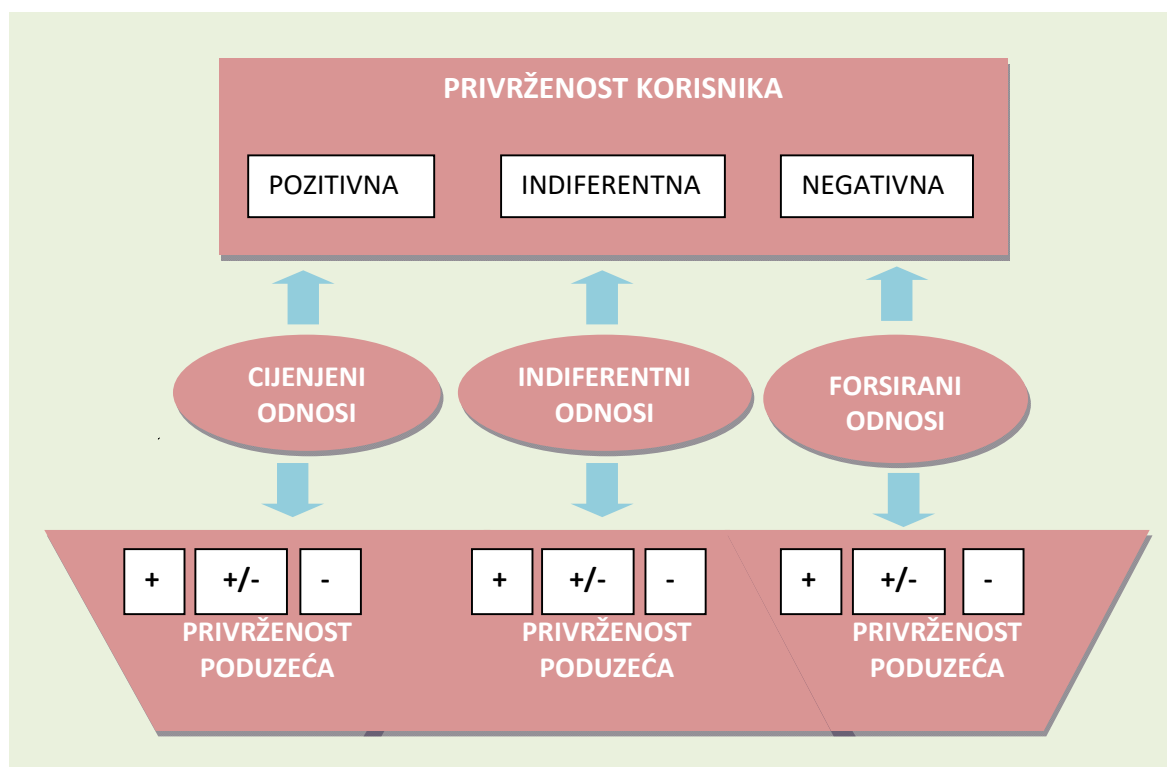 PRIVRŽENOST KORISNIKA
POZITIVNA
INDIFERENTNA
NEGATIVNA
CIJENJENI
ODNOSI
INDIFERENTNI
ODNOSI
FORSIRANI
ODNOSI
+
+/-
-
PRIVRŽENOST
PODUZEĆA
+
+/-
-
PRIVRŽENOST
PODUZEĆA
+
+/-
-
PRIVRŽENOST
PODUZEĆA